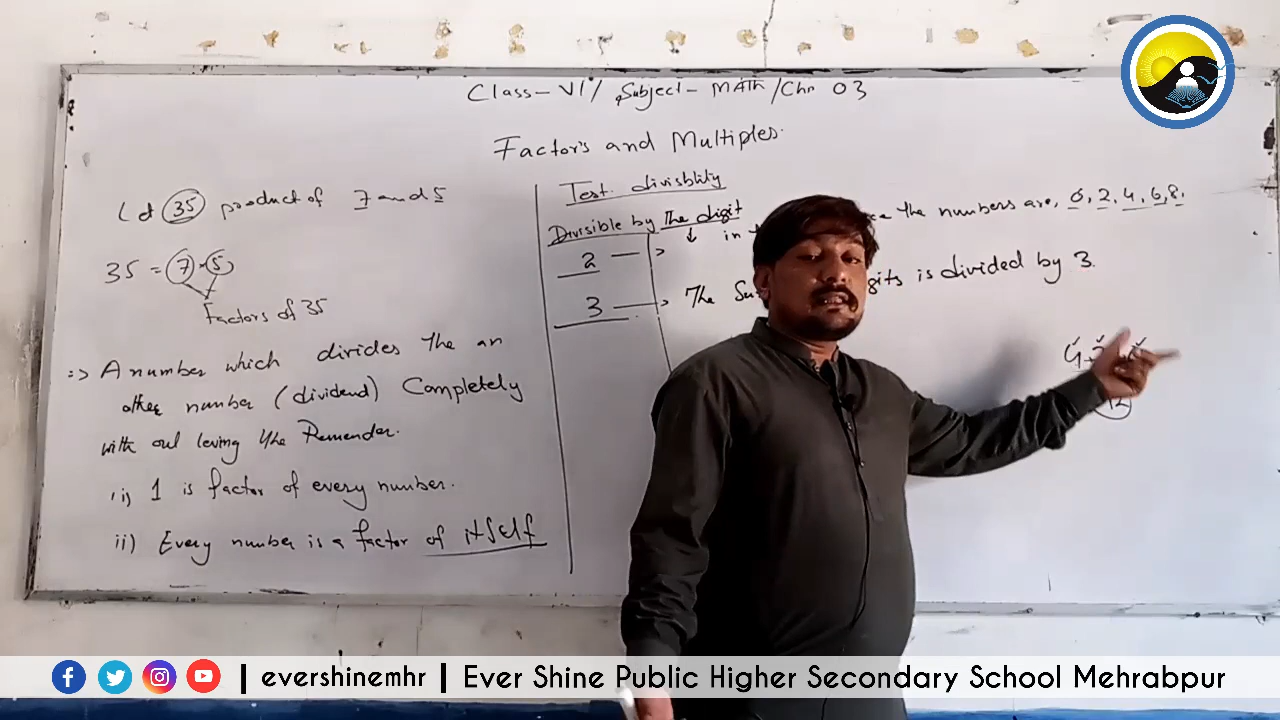 Class - VI / Subject - MATH / Chp 03
Factors and Multiples.
Let 35 product of 7 and 5
35 = 7 × 5
Factors of 35
=> A number which divides the an
other number (dividend) Completely
with out leving the Remender.
i) 1 is factor of every number.
ii) Every number is a factor of itself
Test divisiblity
Divisible by The digit
in the numbers are, 0, 2, 4, 6, 8.
2
3 The Su is divided by 3.
12
| evershinemhr | Ever Shine Public Higher Secondary School Mehrabpur